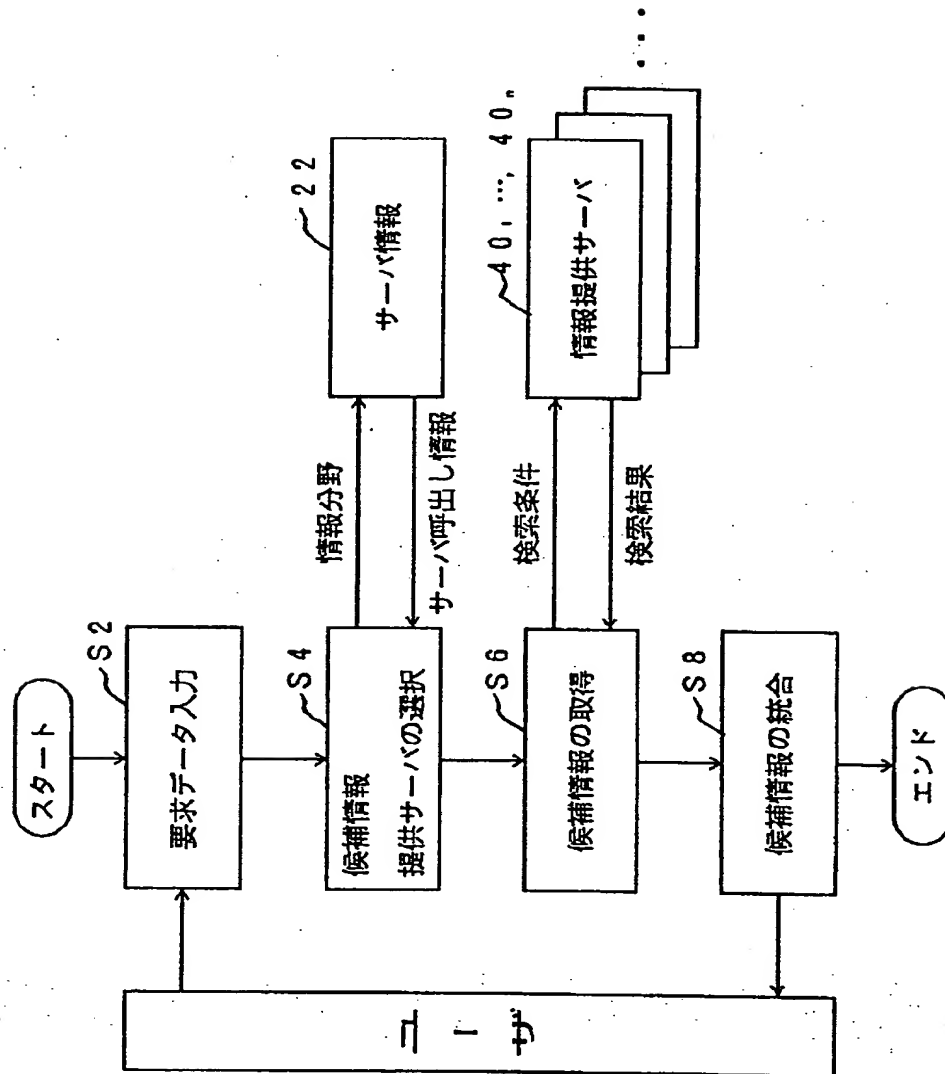 スタート
S2
要求データ入力
S4
候補情報
提供サーバの選択
情報分野
サーバ呼出し情報
22
サーバ情報
S6
候補情報の取得
検索条件
検索結果
40₁, …, 40ₙ
情報提供サーバ
...
S8
候補情報の統合
エンド
ユーザ